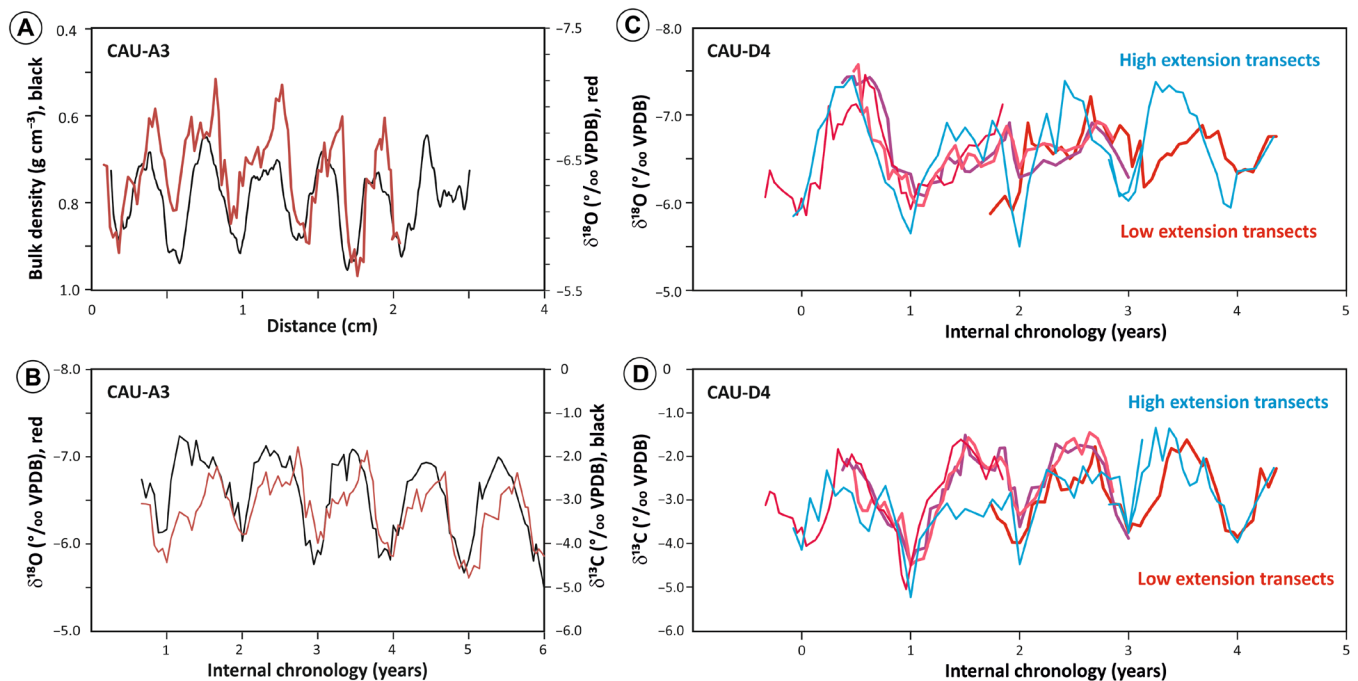 A
CAU-A3
Bulk density (g cm⁻³), black
0.4
0.6
0.8
1.0
δ¹⁸O (°/₀₀ VPDB), red
−7.5
−6.5
−5.5
0
1
2
4
Distance (cm)
B
CAU-A3
δ¹⁸O (°/₀₀ VPDB), red
−8.0
−7.0
−6.0
−5.0
δ¹³C (°/₀₀ VPDB), black
0
−1.0
−2.0
−3.0
−4.0
−5.0
−6.0
1
2
3
4
5
6
Internal chronology (years)
C
CAU-D4
High extension transects
Low extension transects
δ¹⁸O (°/₀₀ VPDB)
−8.0
−7.0
−6.0
−5.0
0
1
2
3
4
5
Internal chronology (years)
D
CAU-D4
High extension transects
Low extension transects
δ¹³C (°/₀₀ VPDB)
0
−1.0
−2.0
−3.0
−4.0
−5.0
−6.0
0
1
2
3
4
5
Internal chronology (years)